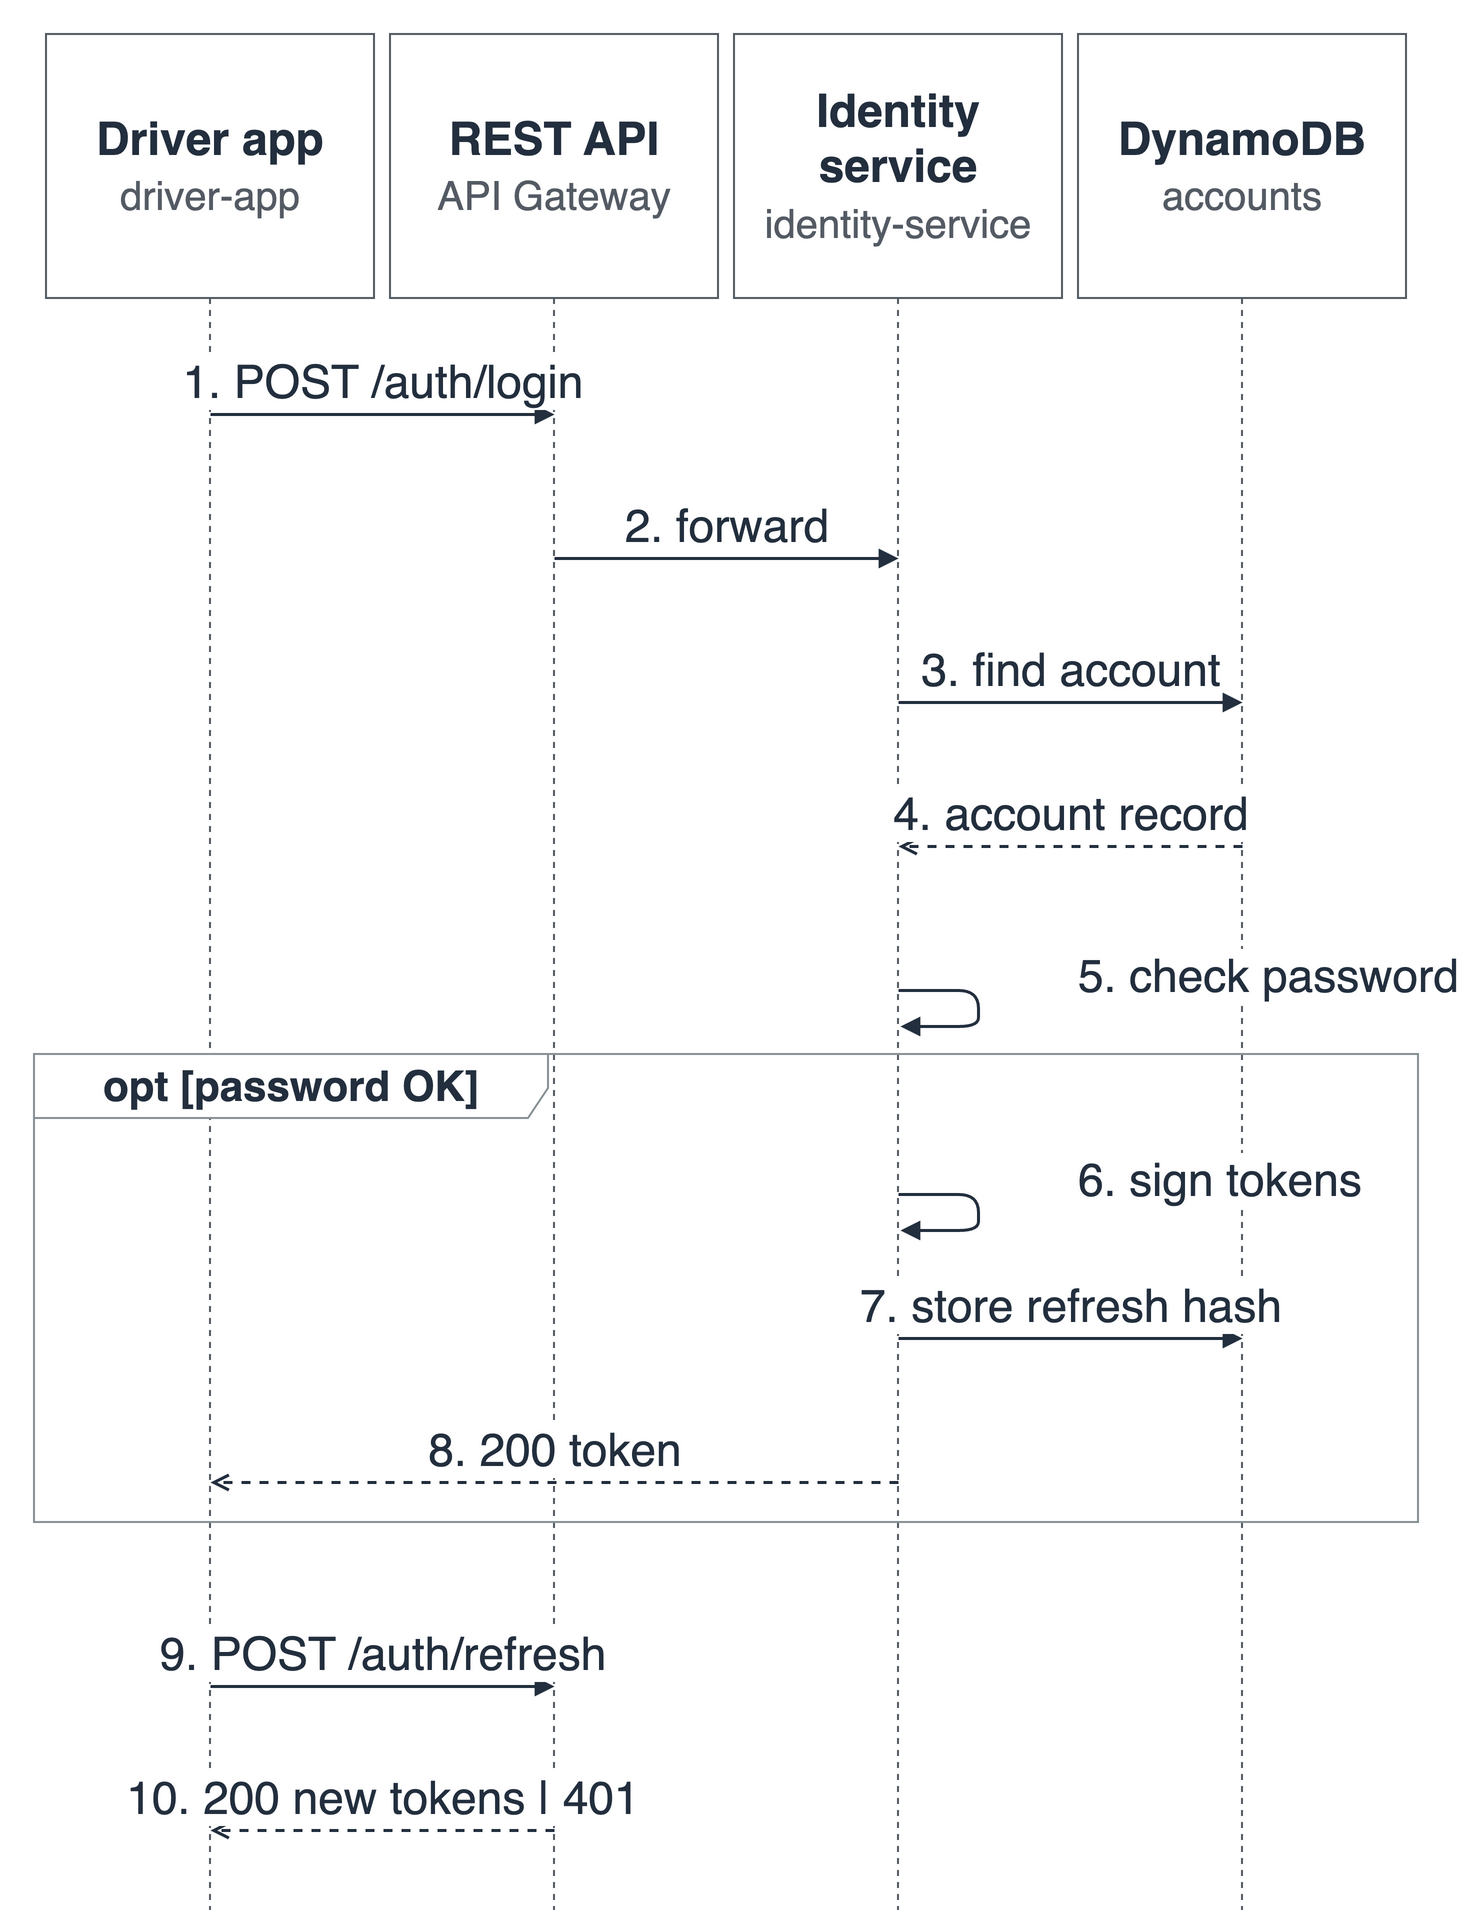 Driver app
driver-app
REST API
API Gateway
Identity
service
identity-service
DynamoDB
accounts
1. POST /auth/login
2. forward
3. find account
4. account record
5. check password
opt [password OK]
6. sign tokens
7. store refresh hash
8. 200 token
9. POST /auth/refresh
10. 200 new tokens | 401